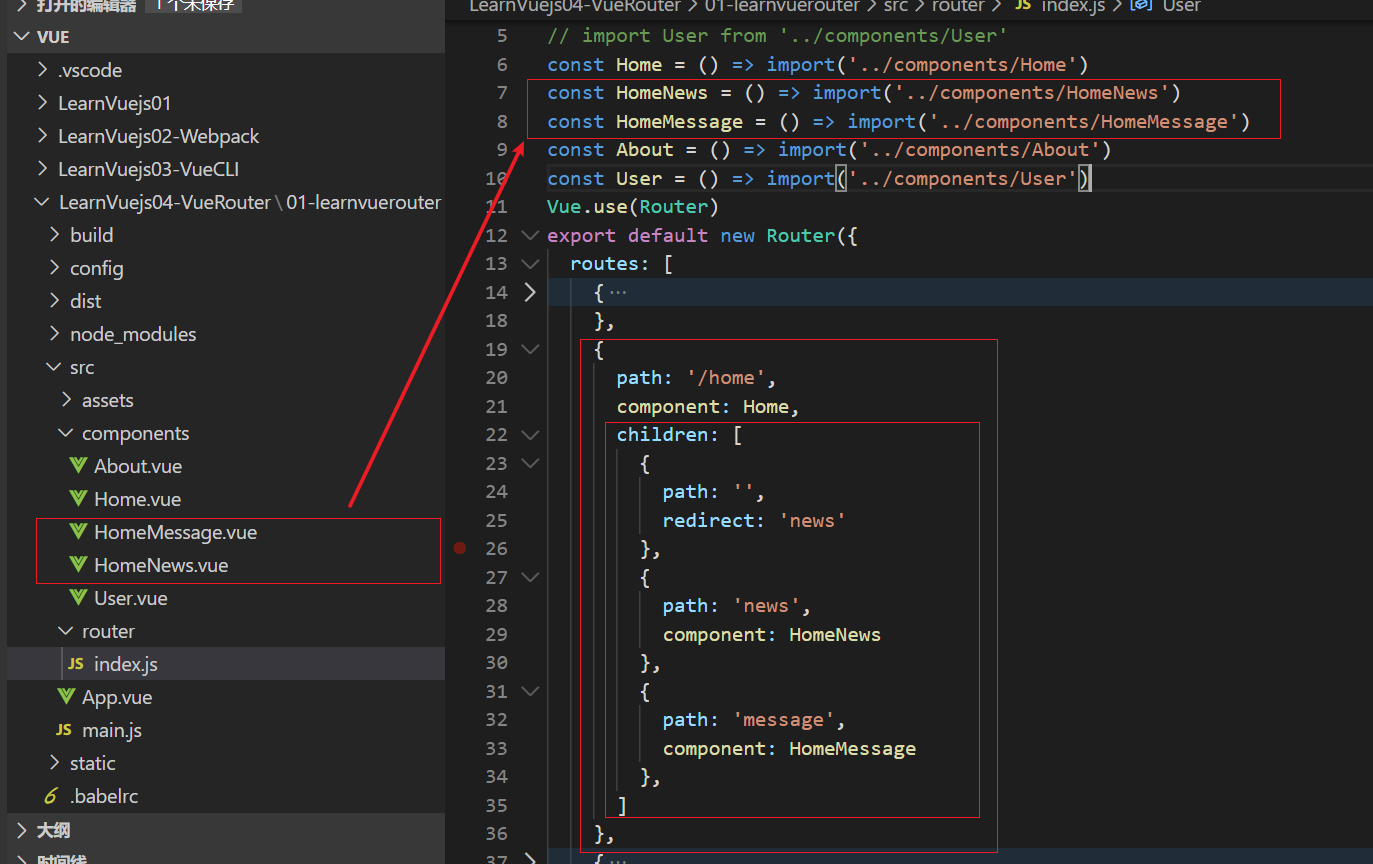 打开的编辑器 1 个未保存
VUE
.vscode
LearnVuejs01
LearnVuejs02-Webpack
LearnVuejs03-VueCLI
LearnVuejs04-VueRouter \ 01-learnvuerouter
build
config
dist
node_modules
src
assets
components
About.vue
Home.vue
HomeMessage.vue
HomeNews.vue
User.vue
router
JS index.js
App.vue
JS main.js
static
6 .babelrc
大纲
时间线
LearnVuejs04-VueRouter > 01-learnvuerouter > src > router > JS index.js > User
5 // import User from '../components/User'
6 const Home = () => import('../components/Home')
7 const HomeNews = () => import('../components/HomeNews')
8 const HomeMessage = () => import('../components/HomeMessage')
9 const About = () => import('../components/About')
10 const User = () => import('../components/User')
11 Vue.use(Router)
12 export default new Router({
13 routes: [
14 { ···
18 },
19 {
20 path: '/home',
21 component: Home,
22 children: [
23 {
24 path: '',
25 redirect: 'news'
26 },
27 {
28 path: 'news',
29 component: HomeNews
30 },
31 {
32 path: 'message',
33 component: HomeMessage
34 },
35 ]
36 },
37 { ···